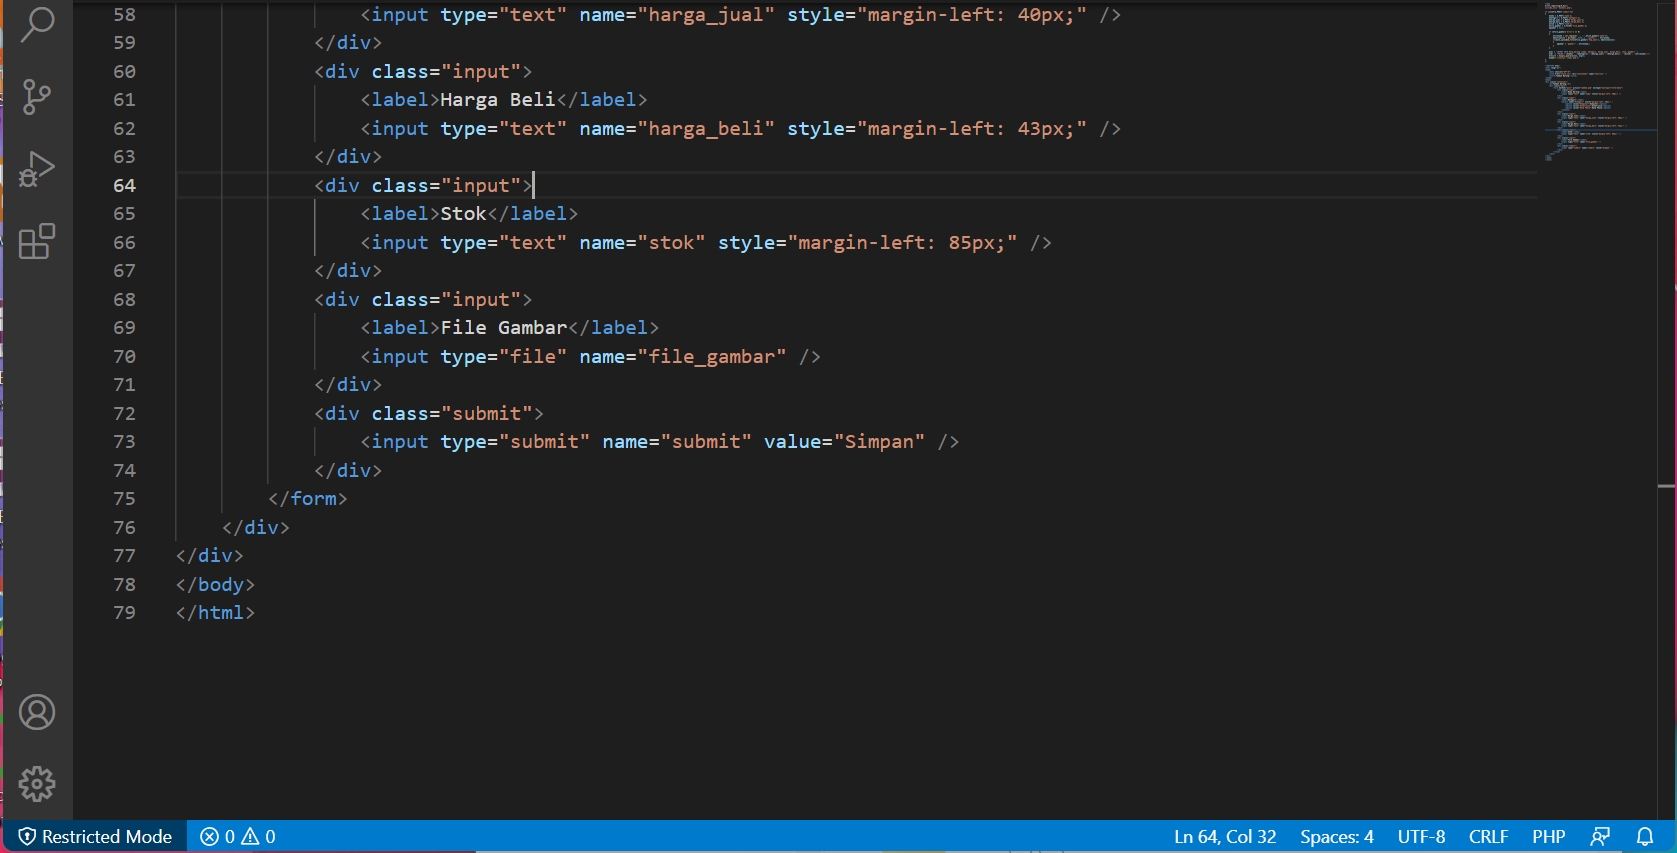 58 <input type="text" name="harga_jual" style="margin-left: 40px;" />
59 </div>
60 <div class="input">
61 <label>Harga Beli</label>
62 <input type="text" name="harga_beli" style="margin-left: 43px;" />
63 </div>
64 <div class="input">
65 <label>Stok</label>
66 <input type="text" name="stok" style="margin-left: 85px;" />
67 </div>
68 <div class="input">
69 <label>File Gambar</label>
70 <input type="file" name="file_gambar" />
71 </div>
72 <div class="submit">
73 <input type="submit" name="submit" value="Simpan" />
74 </div>
75 </form>
76 </div>
77 </div>
78 </body>
79 </html>
Restricted Mode 0 0 Ln 64, Col 32 Spaces: 4 UTF-8 CRLF PHP